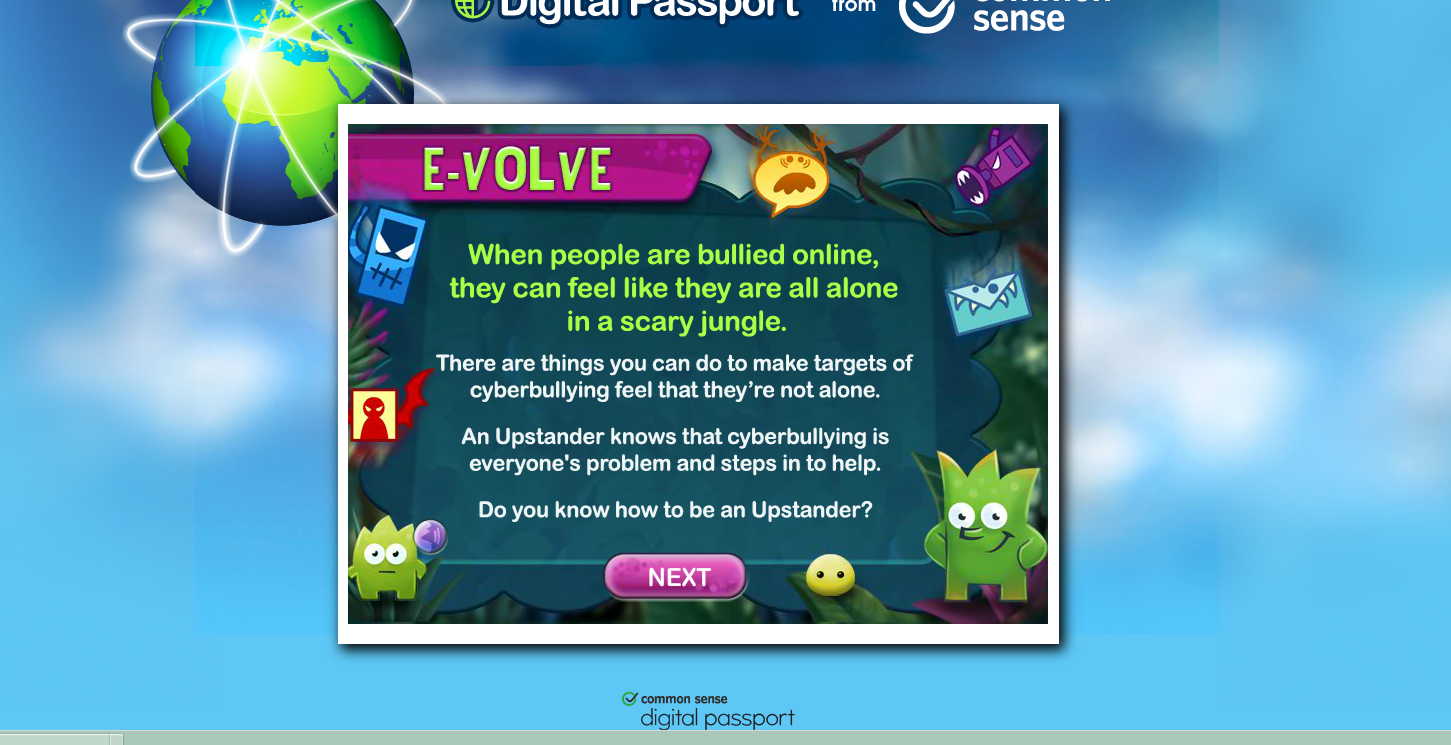 Digital Passport
from
common
sense
E-VOLVE
When people are bullied online,
they can feel like they are all alone
in a scary jungle.
There are things you can do to make targets of
cyberbullying feel that they’re not alone.
An Upstander knows that cyberbullying is
everyone's problem and steps in to help.
Do you know how to be an Upstander?
NEXT
common sense
digital passport